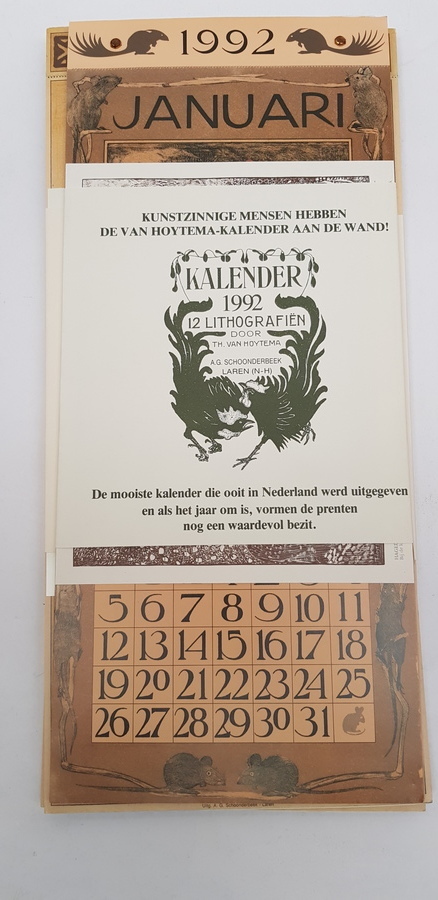 1992
JANUARI
KUNSTZINNIGE MENSEN HEBBEN
DE VAN HOYTEMA-KALENDER AAN DE WAND!
KALENDER
1992
12 LITHOGRAFIËN
DOOR
TH. VAN HOYTEMA
A.G. SCHOONDERBEEK
LAREN (N-H)
De mooiste kalender die ooit in Nederland werd uitgegeven
en als het jaar om is, vormen de prenten
nog een waardevol bezit.
5 6 7 8 9 10 11
12 13 14 15 16 17 18
19 20 21 22 23 24 25
26 27 28 29 30 31
Uitg. A. G. Schoonderbeek - Laren